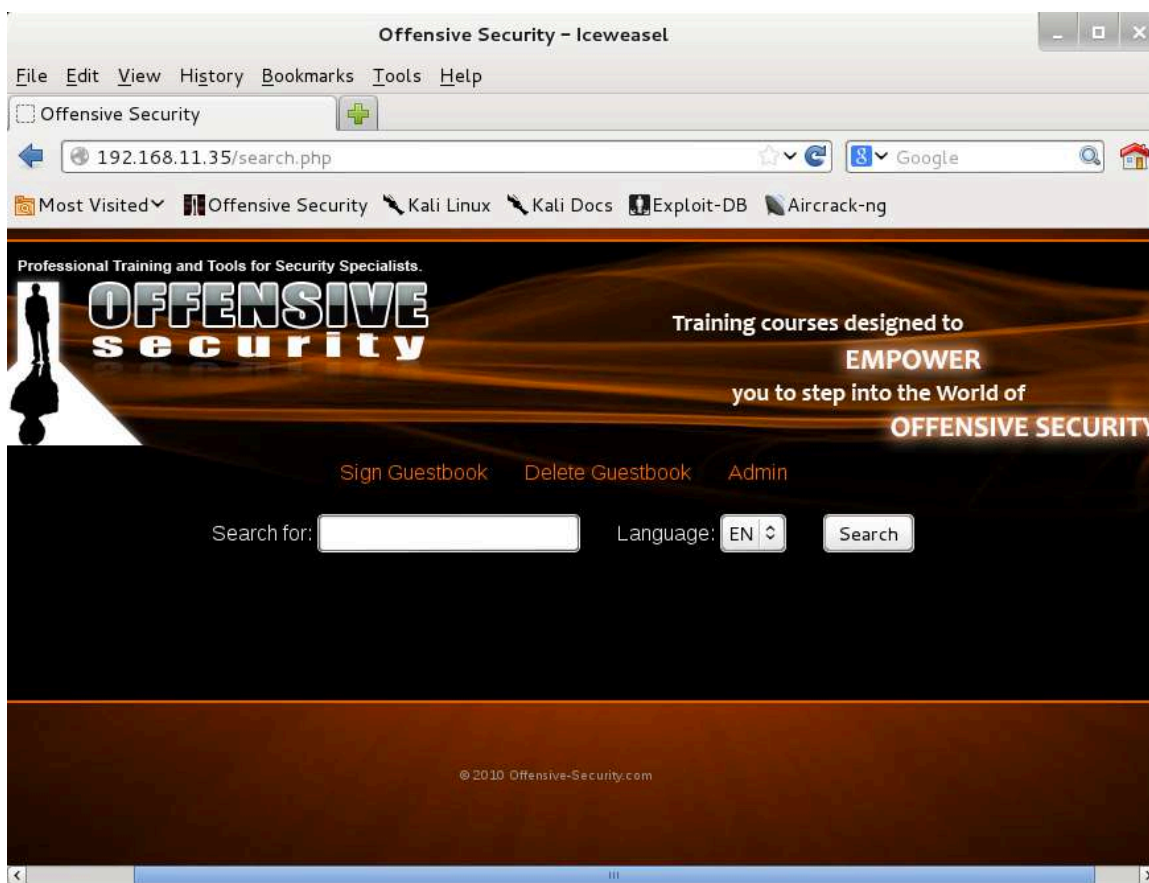 Offensive Security – Iceweasel
File Edit View History Bookmarks Tools Help
Offensive Security
192.168.11.35/search.php
8 Google
Most Visited Offensive Security Kali Linux Kali Docs Exploit-DB Aircrack-ng
Professional Training and Tools for Security Specialists.
OFFENSIVE
security
Training courses designed to
EMPOWER
you to step into the World of
OFFENSIVE SECURITY
Sign Guestbook Delete Guestbook Admin
Search for: Language: EN Search
© 2010 Offensive-Security.com